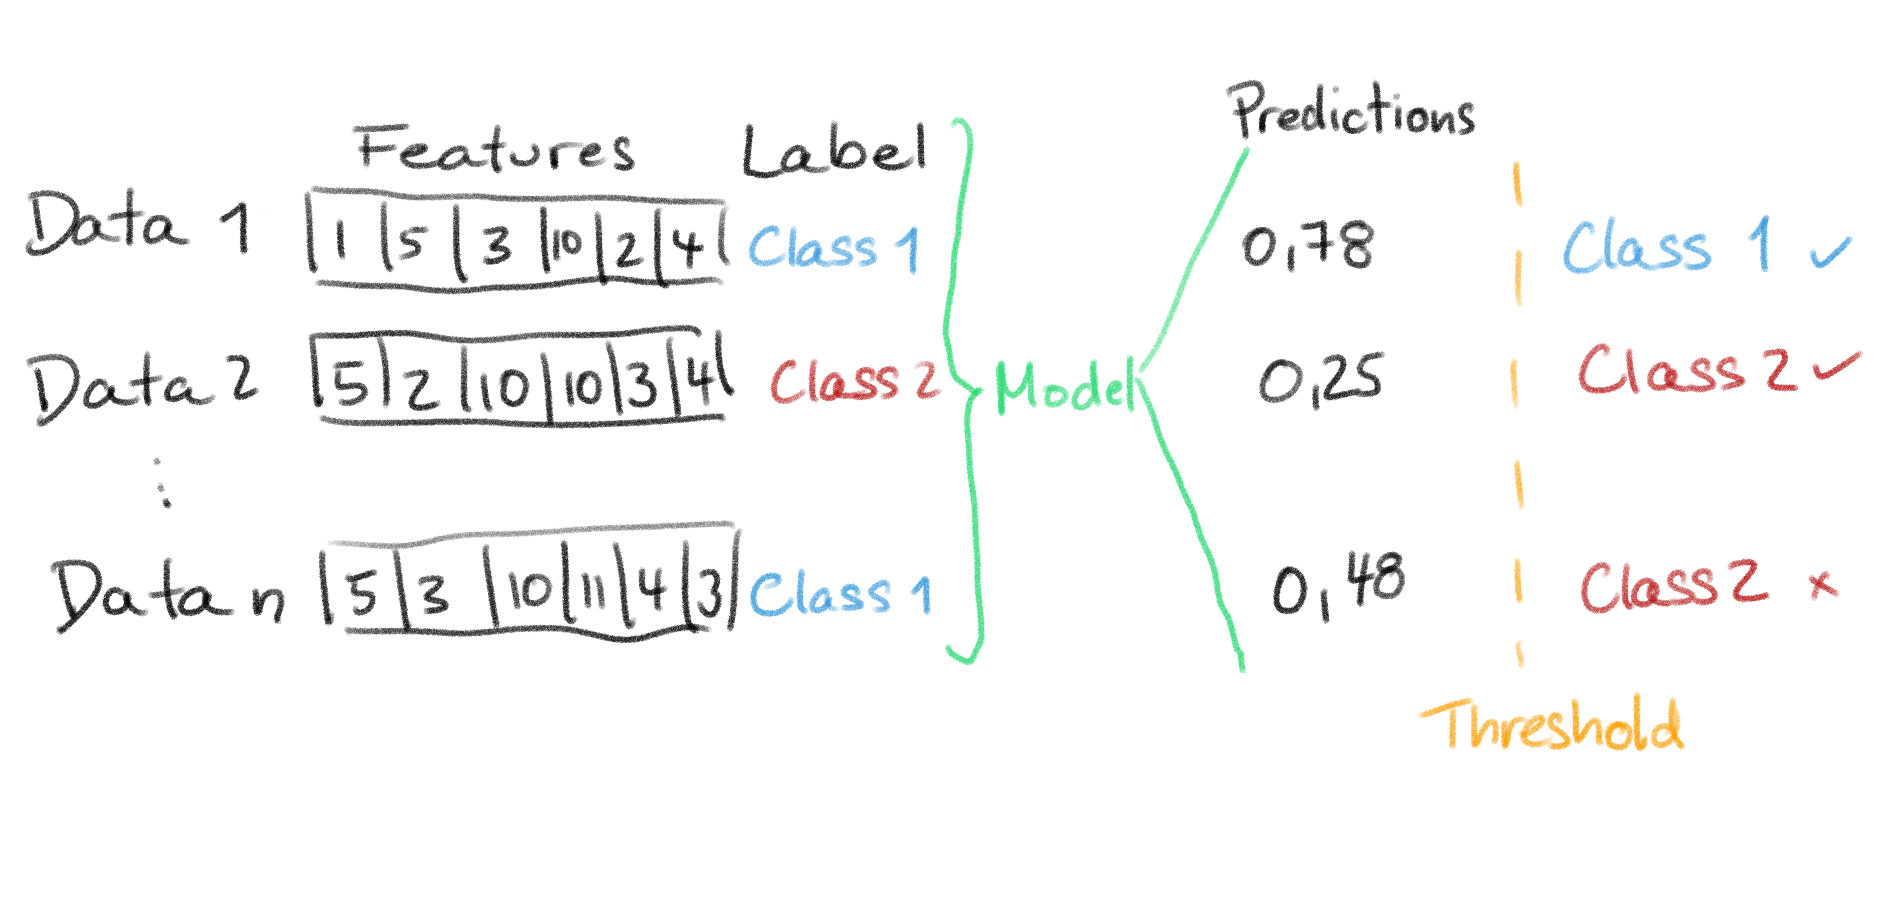 Predictions
Features Label
Data 1 1 5 3 10 2 4 Class 1 0,78 Class 1 ✓
Data 2 5 2 10 10 3 4 Class 2 Model 0,25 Class 2 ✓
⋮
Data n 5 3 10 11 4 3 Class 1 0,48 Class 2 ×
Threshold